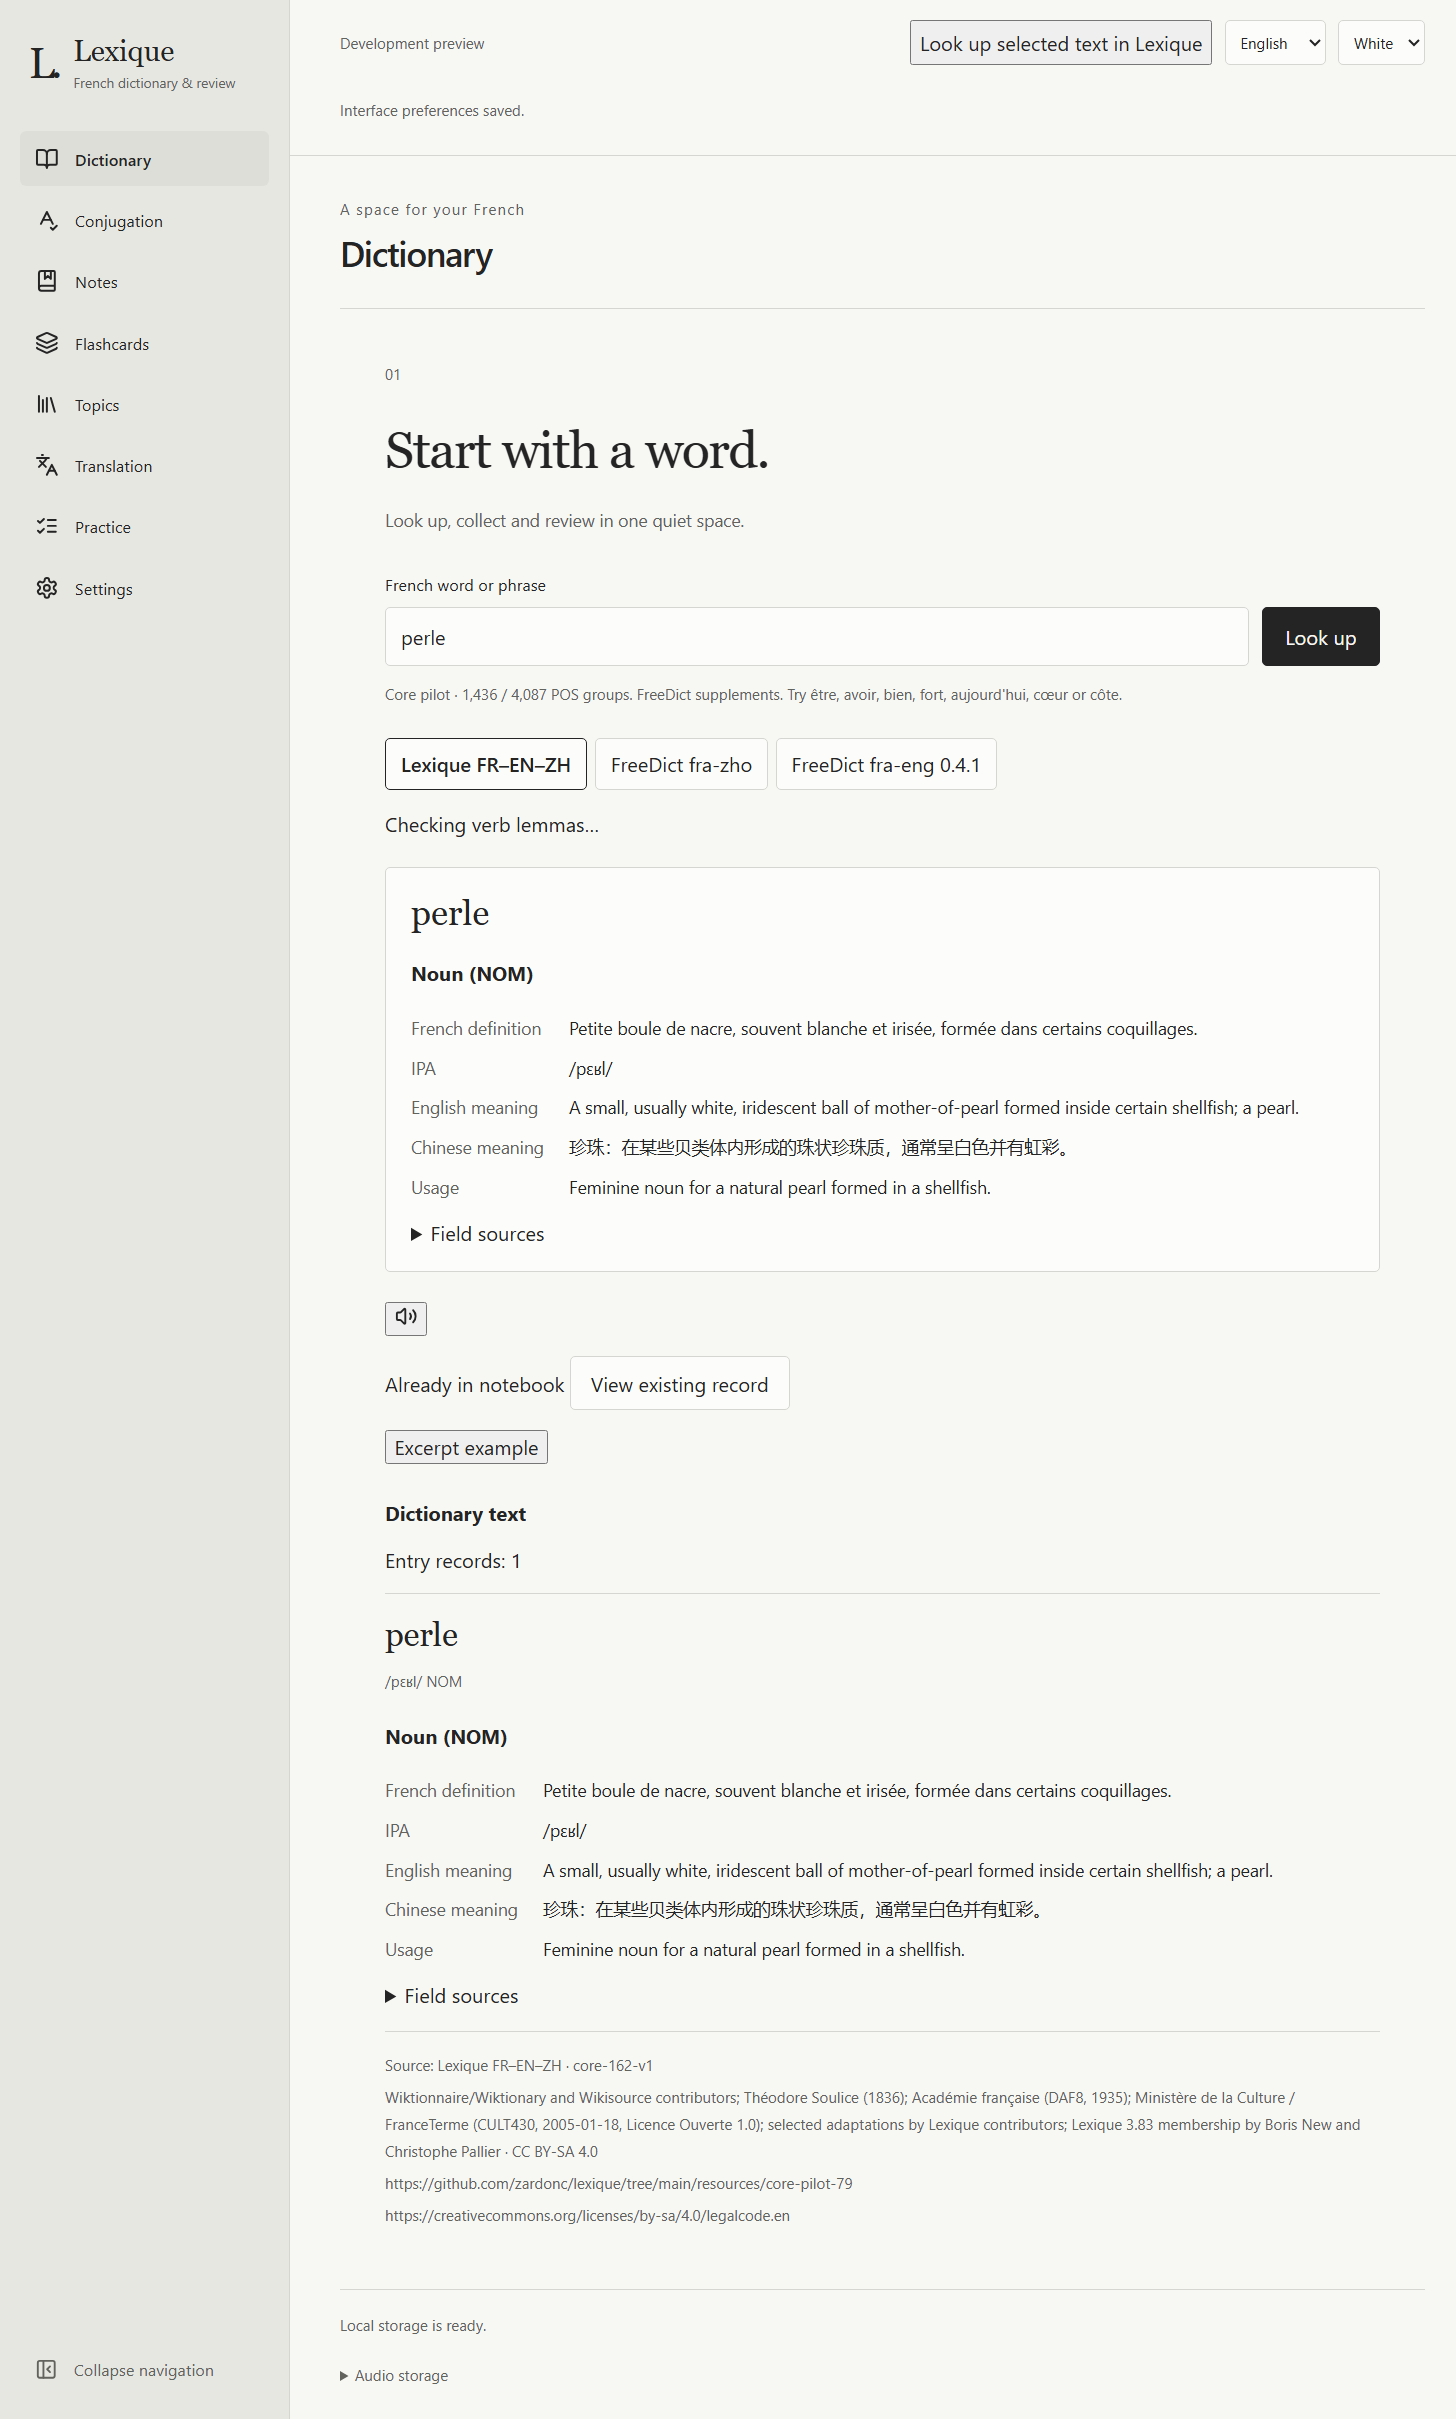 Lexique
French dictionary & review
Dictionary
Conjugation
Notes
Flashcards
Topics
Translation
Practice
Settings
Collapse navigation
Development preview
Look up selected text in Lexique
English
White
Interface preferences saved.
A space for your French
Dictionary
01
Start with a word.
Look up, collect and review in one quiet space.
French word or phrase
perle
Look up
Core pilot · 1,436 / 4,087 POS groups. FreeDict supplements. Try être, avoir, bien, fort, aujourd'hui, cœur or côte.
Lexique FR–EN–ZH
FreeDict fra-zho
FreeDict fra-eng 0.4.1
Checking verb lemmas…
perle
Noun (NOM)
French definition Petite boule de nacre, souvent blanche et irisée, formée dans certains coquillages.
IPA /pɛʁl/
English meaning A small, usually white, iridescent ball of mother-of-pearl formed inside certain shellfish; a pearl.
Chinese meaning 珍珠：在某些贝类体内形成的珠状珍珠质，通常呈白色并有虹彩。
Usage Feminine noun for a natural pearl formed in a shellfish.
Field sources
Already in notebook View existing record
Excerpt example
Dictionary text
Entry records: 1
perle
/pɛʁl/ NOM
Noun (NOM)
French definition Petite boule de nacre, souvent blanche et irisée, formée dans certains coquillages.
IPA /pɛʁl/
English meaning A small, usually white, iridescent ball of mother-of-pearl formed inside certain shellfish; a pearl.
Chinese meaning 珍珠：在某些贝类体内形成的珠状珍珠质，通常呈白色并有虹彩。
Usage Feminine noun for a natural pearl formed in a shellfish.
Field sources
Source: Lexique FR–EN–ZH · core-162-v1
Wiktionnaire/Wiktionary and Wikisource contributors; Théodore Soulice (1836); Académie française (DAF8, 1935); Ministère de la Culture /
FranceTerme (CULT430, 2005-01-18, Licence Ouverte 1.0); selected adaptations by Lexique contributors; Lexique 3.83 membership by Boris New and
Christophe Pallier · CC BY-SA 4.0
https://github.com/zardonc/lexique/tree/main/resources/core-pilot-79
https://creativecommons.org/licenses/by-sa/4.0/legalcode.en
Local storage is ready.
Audio storage